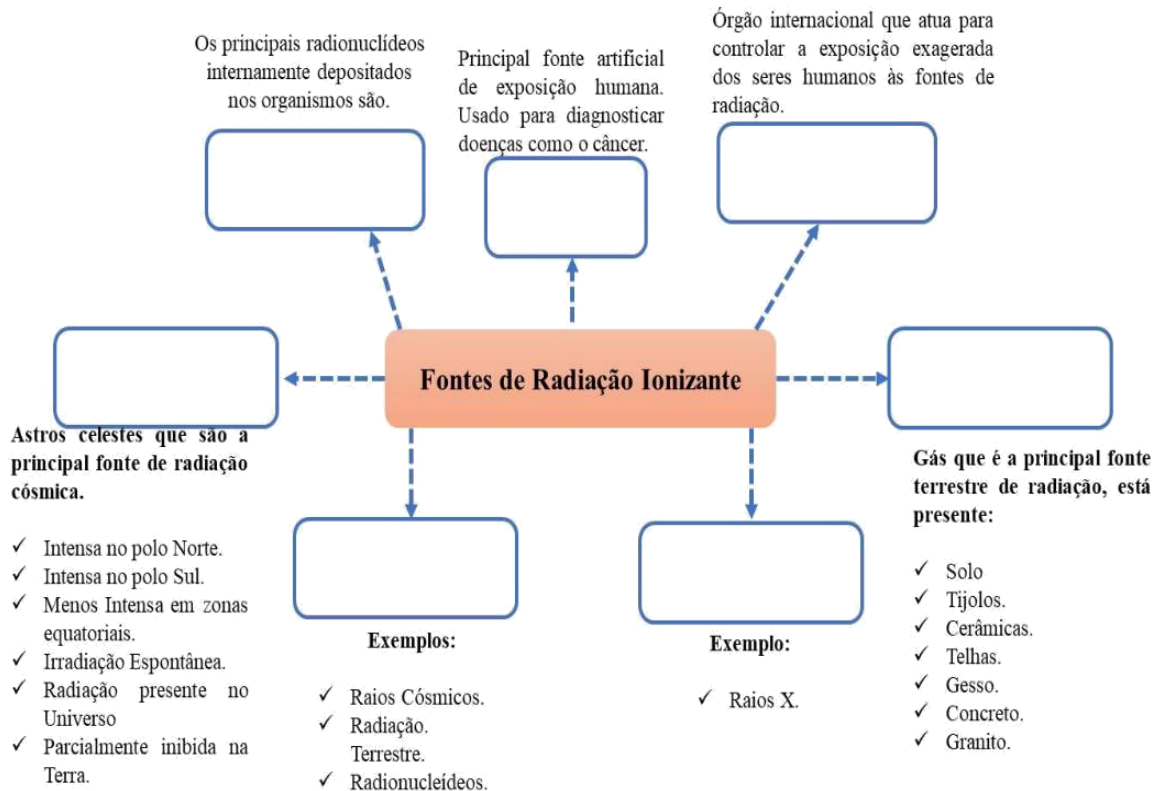 Os principais radionuclídeos
internamente depositados
nos organismos são.
Principal fonte artificial
de exposição humana.
Usado para diagnosticar
doenças como o câncer.
Órgão internacional que atua para
controlar a exposição exagerada
dos seres humanos às fontes de
radiação.
Fontes de Radiação Ionizante
Astros celestes que são a
principal fonte de radiação
cósmica.
✓ Intensa no polo Norte.
✓ Intensa no polo Sul.
✓ Menos Intensa em zonas
equatoriais.
✓ Irradiação Espontânea.
✓ Radiação presente no
Universo
✓ Parcialmente inibida na
Terra.
Exemplos:
✓ Raios Cósmicos.
✓ Radiação.
Terrestre.
✓ Radionucleídeos.
Exemplo:
✓ Raios X.
Gás que é a principal fonte
terrestre de radiação, está
presente:
✓ Solo
✓ Tijolos.
✓ Cerâmicas.
✓ Telhas.
✓ Gesso.
✓ Concreto.
✓ Granito.